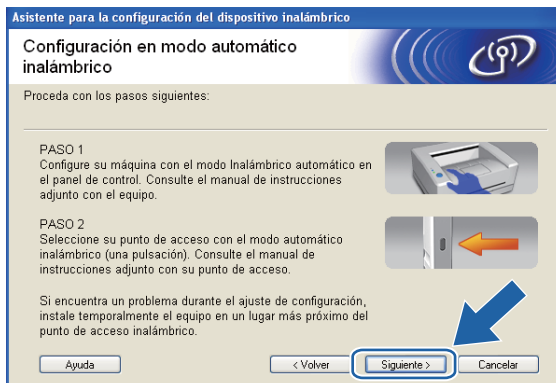 Asistente para la configuración del dispositivo inalámbrico
Configuración en modo automático
inalámbrico
Proceda con los pasos siguientes:
PASO 1
Configure su máquina con el modo Inalámbrico automático en
el panel de control. Consulte el manual de instrucciones
adjunto con el equipo.
PASO 2
Seleccione su punto de acceso con el modo automático
inalámbrico (una pulsación). Consulte el manual de
instrucciones adjunto con su punto de acceso.
Si encuentra un problema durante el ajuste de configuración,
instale temporalmente el equipo en un lugar más próximo del
punto de acceso inalámbrico.
Ayuda
< Volver
Siguiente >
Cancelar